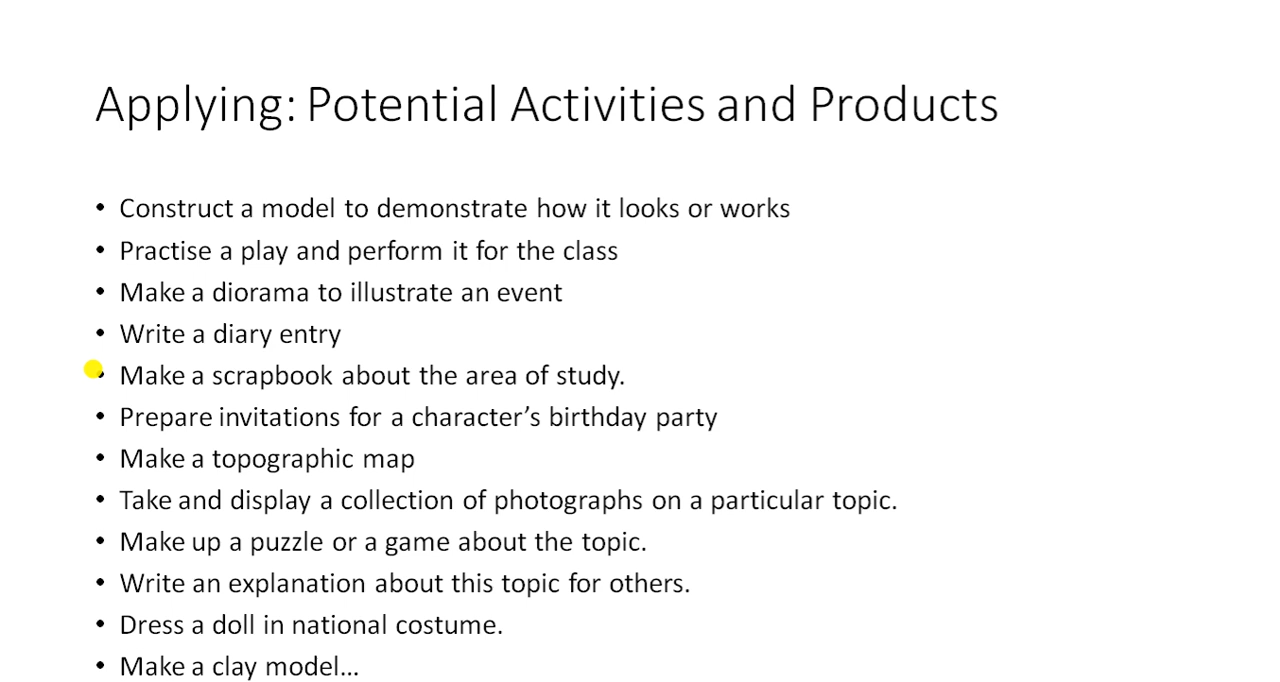 Applying: Potential Activities and Products
• Construct a model to demonstrate how it looks or works
• Practise a play and perform it for the class
• Make a diorama to illustrate an event
• Write a diary entry
• Make a scrapbook about the area of study.
• Prepare invitations for a character’s birthday party
• Make a topographic map
• Take and display a collection of photographs on a particular topic.
• Make up a puzzle or a game about the topic.
• Write an explanation about this topic for others.
• Dress a doll in national costume.
• Make a clay model…